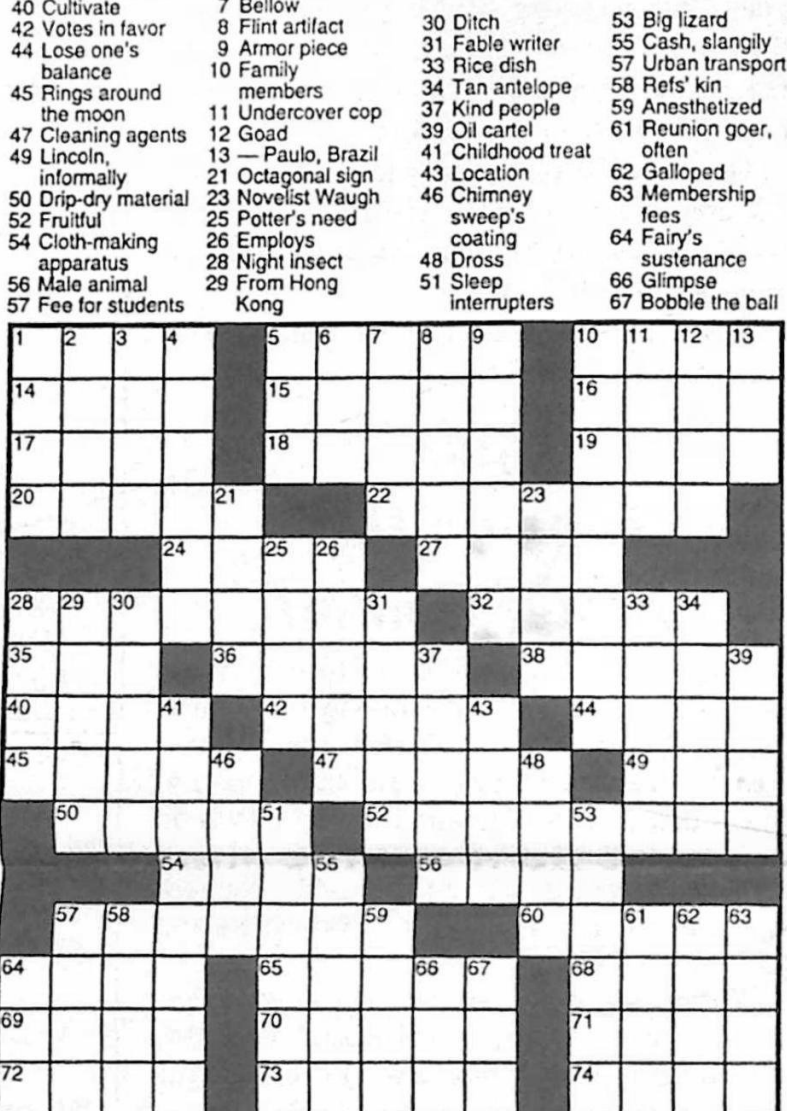 40 Cultivate
42 Votes in favor
44 Lose one's
balance
45 Rings around
the moon
47 Cleaning agents
49 Lincoln,
informally
50 Drip-dry material
52 Fruitful
54 Cloth-making
apparatus
56 Male animal
57 Fee for students
7 Bellow
8 Flint artifact
9 Armor piece
10 Family
members
11 Undercover cop
12 Goad
13 — Paulo, Brazil
21 Octagonal sign
23 Novelist Waugh
25 Potter's need
26 Employs
28 Night insect
29 From Hong
Kong
30 Ditch
31 Fable writer
33 Rice dish
34 Tan antelope
37 Kind people
39 Oil cartel
41 Childhood treat
43 Location
46 Chimney
sweep's
coating
48 Dross
51 Sleep
interrupters
53 Big lizard
55 Cash, slangily
57 Urban transport
58 Refs' kin
59 Anesthetized
61 Reunion goer,
often
62 Galloped
63 Membership
fees
64 Fairy's
sustenance
66 Glimpse
67 Bobble the ball
1 2 3 4 5 6 7 8 9 10 11 12 13
14 15 16
17 18 19
20 21 22 23
24 25 26 27
28 29 30 31 32 33 34
35 36 37 38 39
40 41 42 43 44
45 46 47 48 49
50 51 52 53
54 55 56
57 58 59 60 61 62 63
64 65 66 67 68
69 70 71
72 73 74